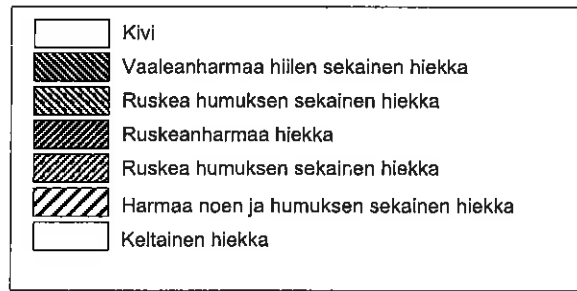 Kivi
Vaaleanharmaa hiilen sekainen hiekka
Ruskea humuksen sekainen hiekka
Ruskeanharmaa hiekka
Ruskea humuksen sekainen hiekka
Harmaa noen ja humuksen sekainen hiekka
Keltainen hiekka